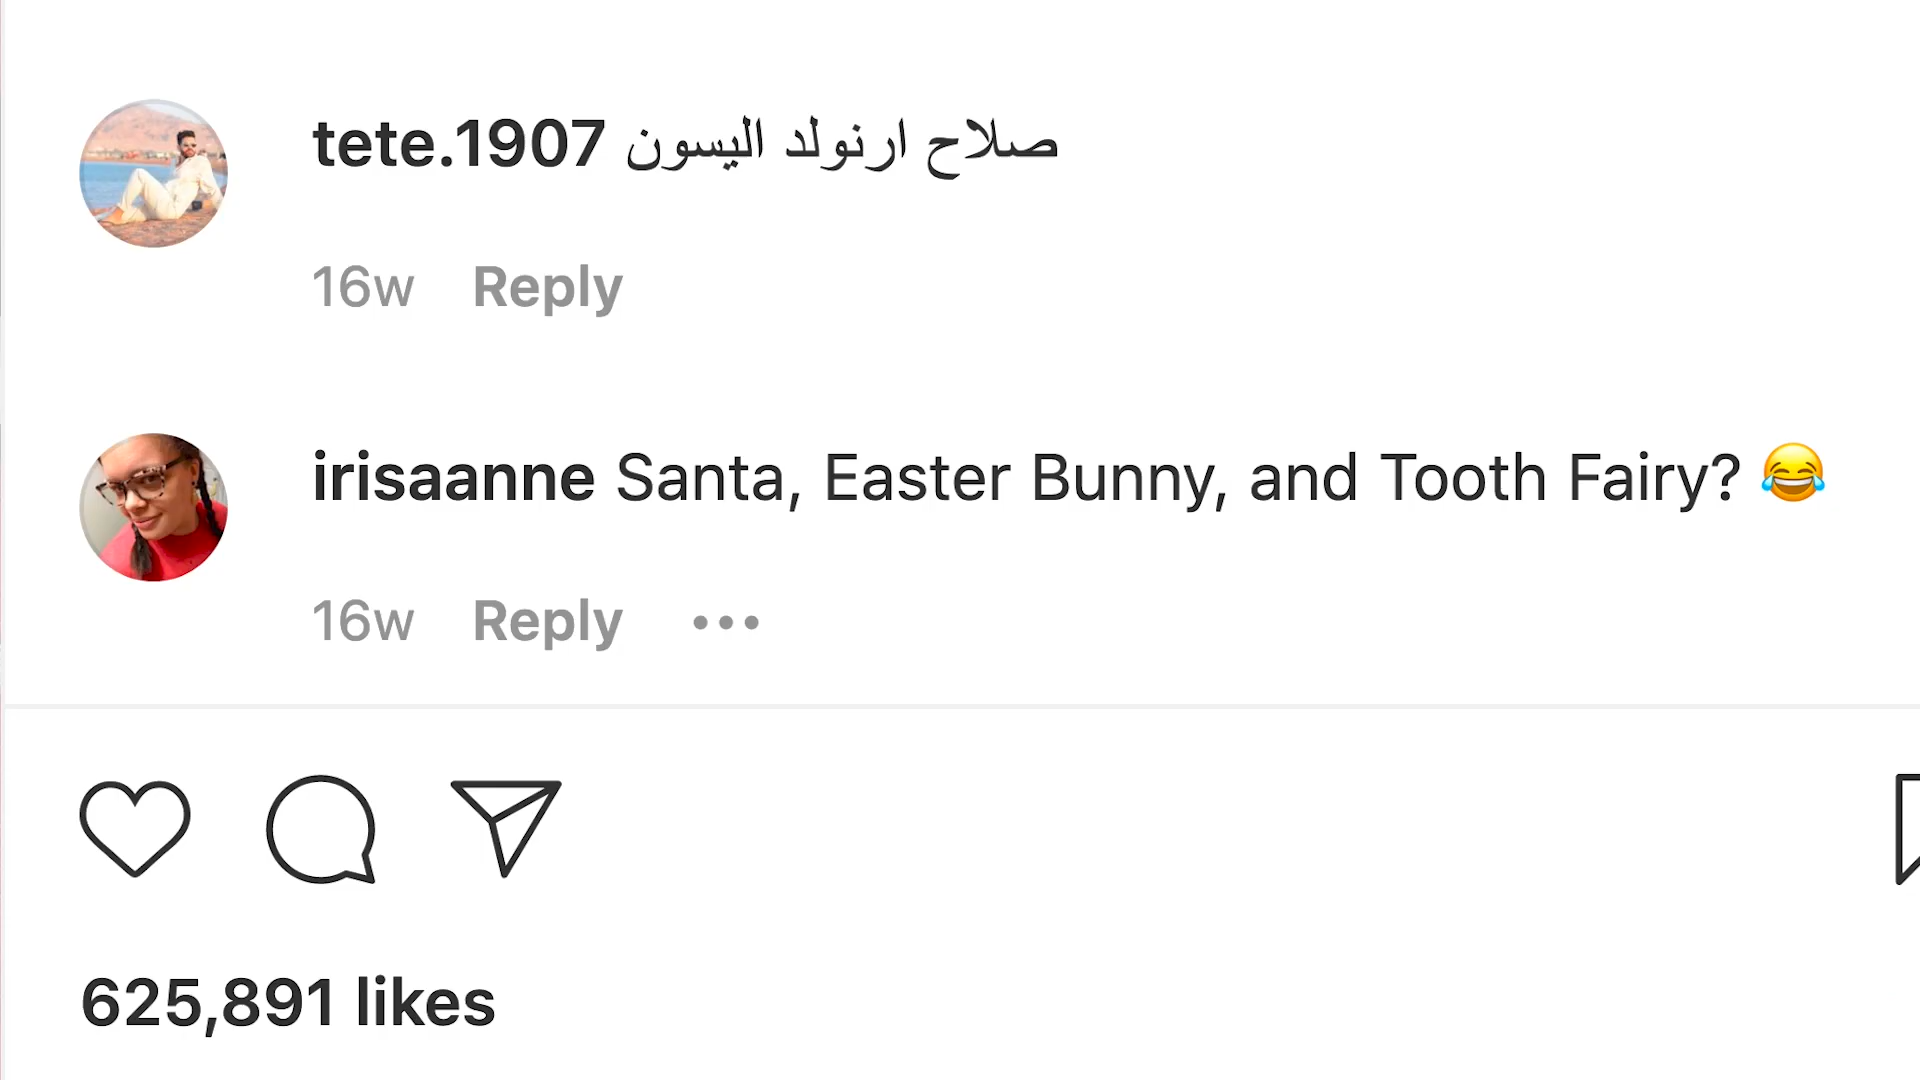 tete.1907 صلاح ارنولد اليسون
16w Reply
irisaanne Santa, Easter Bunny, and Tooth Fairy? 😂
16w Reply
625,891 likes